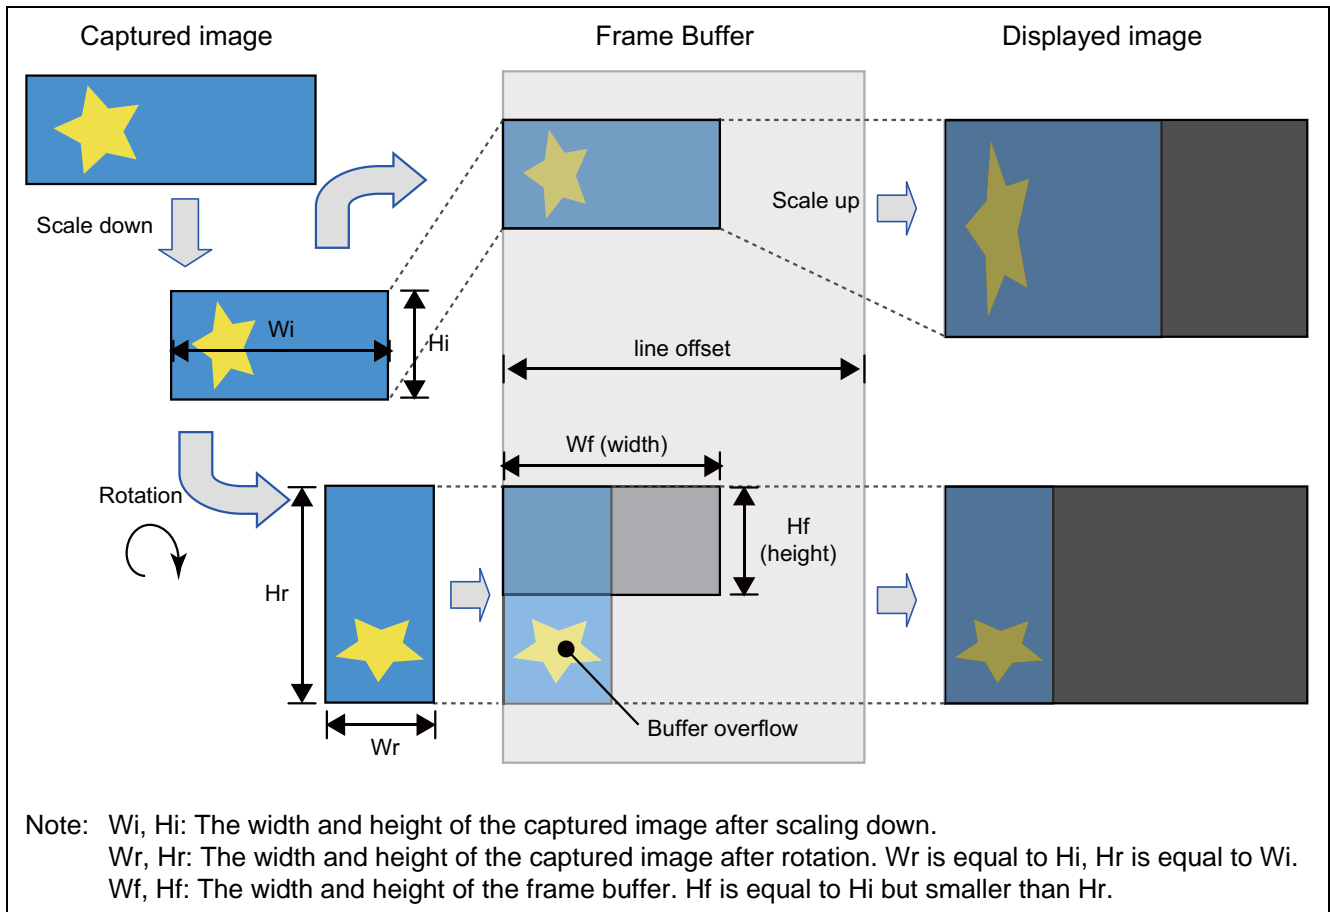 Captured image
Frame Buffer
Displayed image
Scale down
Scale up
Wi
Hi
line offset
Wf (width)
Rotation
Hf
(height)
Hr
Buffer overflow
Wr
Note: Wi, Hi: The width and height of the captured image after scaling down.
Wr, Hr: The width and height of the captured image after rotation. Wr is equal to Hi, Hr is equal to Wi.
Wf, Hf: The width and height of the frame buffer. Hf is equal to Hi but smaller than Hr.